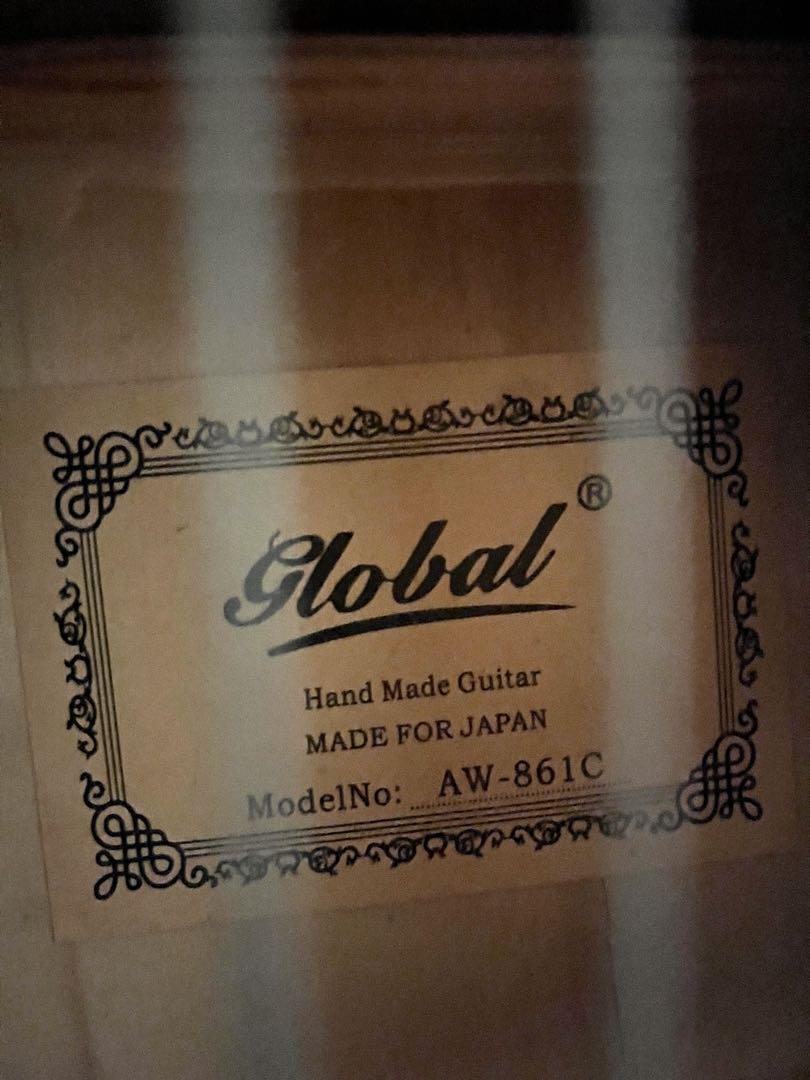 Global®
Hand Made Guitar
MADE FOR JAPAN
ModelNo: AW-861C